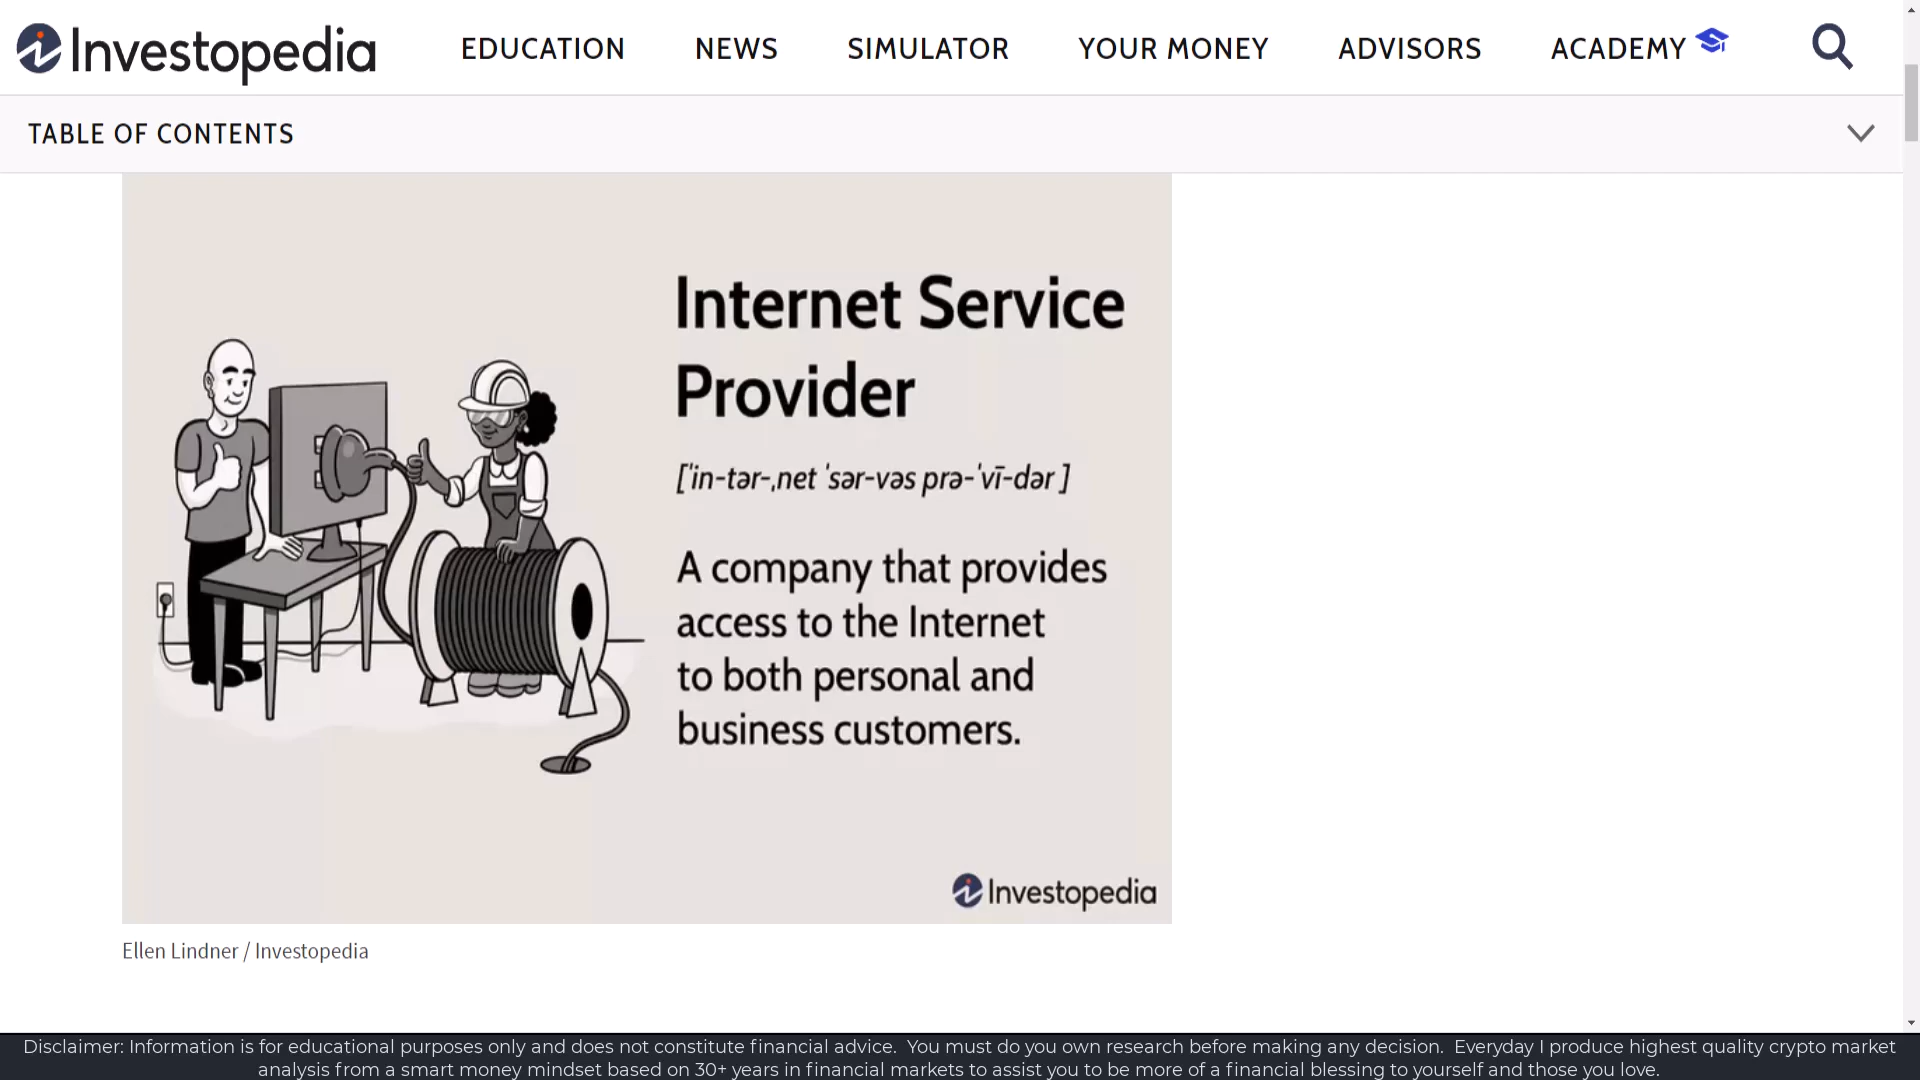 Investopedia
EDUCATION NEWS SIMULATOR YOUR MONEY ADVISORS ACADEMY
TABLE OF CONTENTS
Internet Service
Provider
[ˈin-tər-ˌnet ˈsər-vəs prə-ˈvī-dər ]
A company that provides
access to the Internet
to both personal and
business customers.
Investopedia
Ellen Lindner / Investopedia
Disclaimer: Information is for educational purposes only and does not constitute financial advice. You must do you own research before making any decision. Everyday I produce highest quality crypto market
analysis from a smart money mindset based on 30+ years in financial markets to assist you to be more of a financial blessing to yourself and those you love.